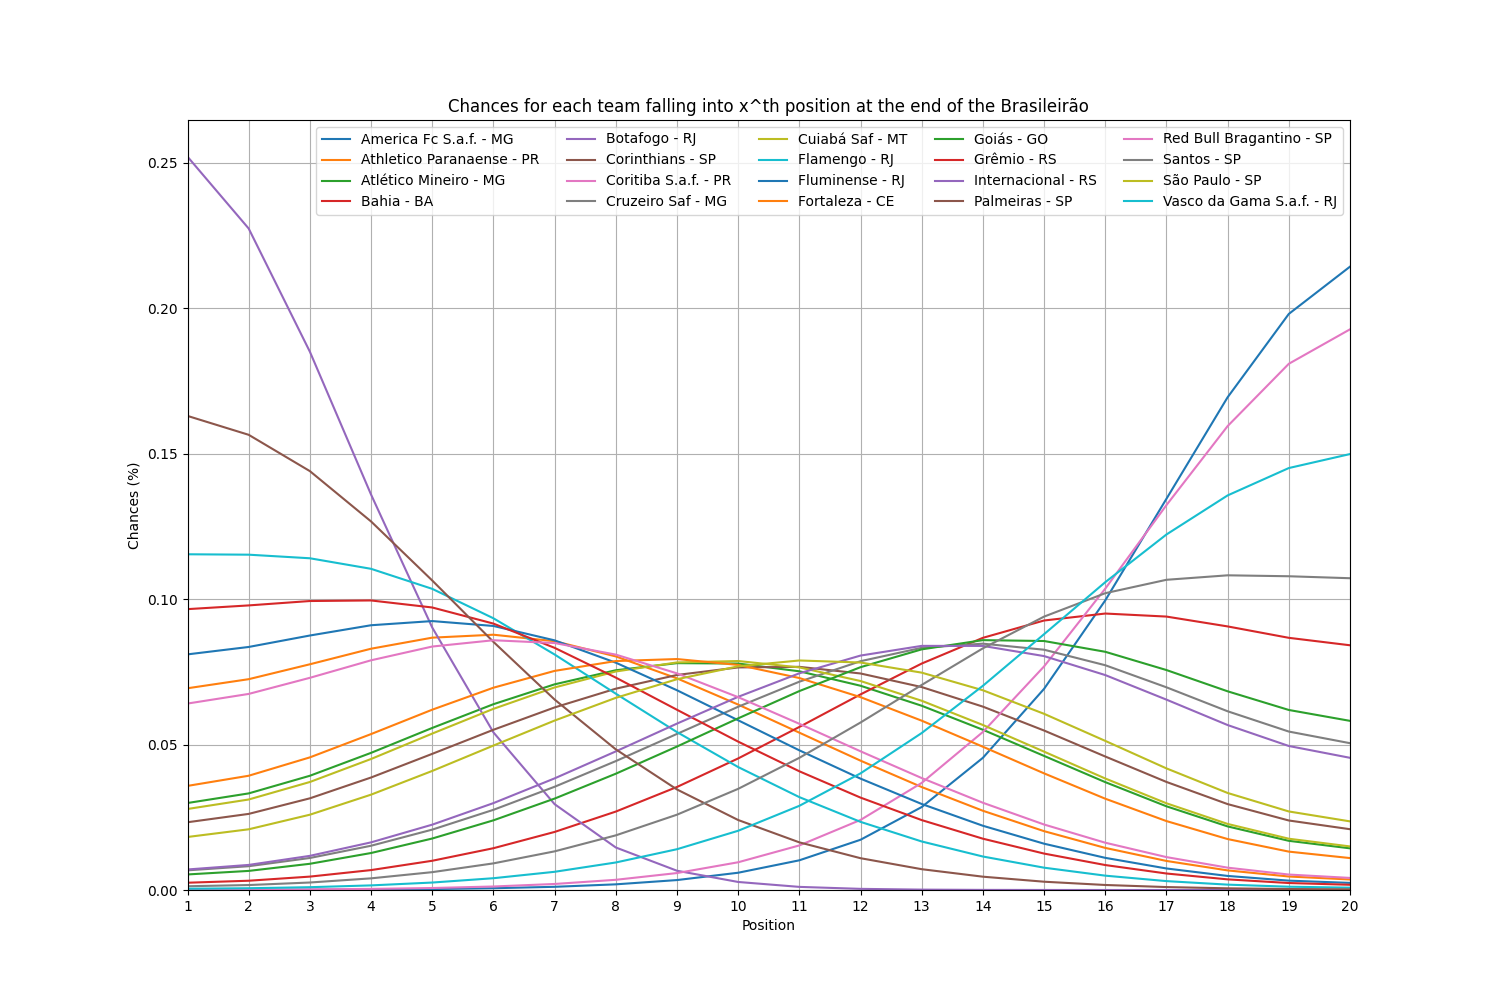 Chances for each team falling into x^th position at the end of the Brasileirão
America Fc S.a.f. - MG
Athletico Paranaense - PR
Atlético Mineiro - MG
Bahia - BA
Botafogo - RJ
Corinthians - SP
Coritiba S.a.f. - PR
Cruzeiro Saf - MG
Cuiabá Saf - MT
Flamengo - RJ
Fluminense - RJ
Fortaleza - CE
Goiás - GO
Grêmio - RS
Internacional - RS
Palmeiras - SP
Red Bull Bragantino - SP
Santos - SP
São Paulo - SP
Vasco da Gama S.a.f. - RJ
Chances (%)
0.25
0.20
0.15
0.10
0.05
0.00
1 2 3 4 5 6 7 8 9 10 11 12 13 14 15 16 17 18 19 20
Position